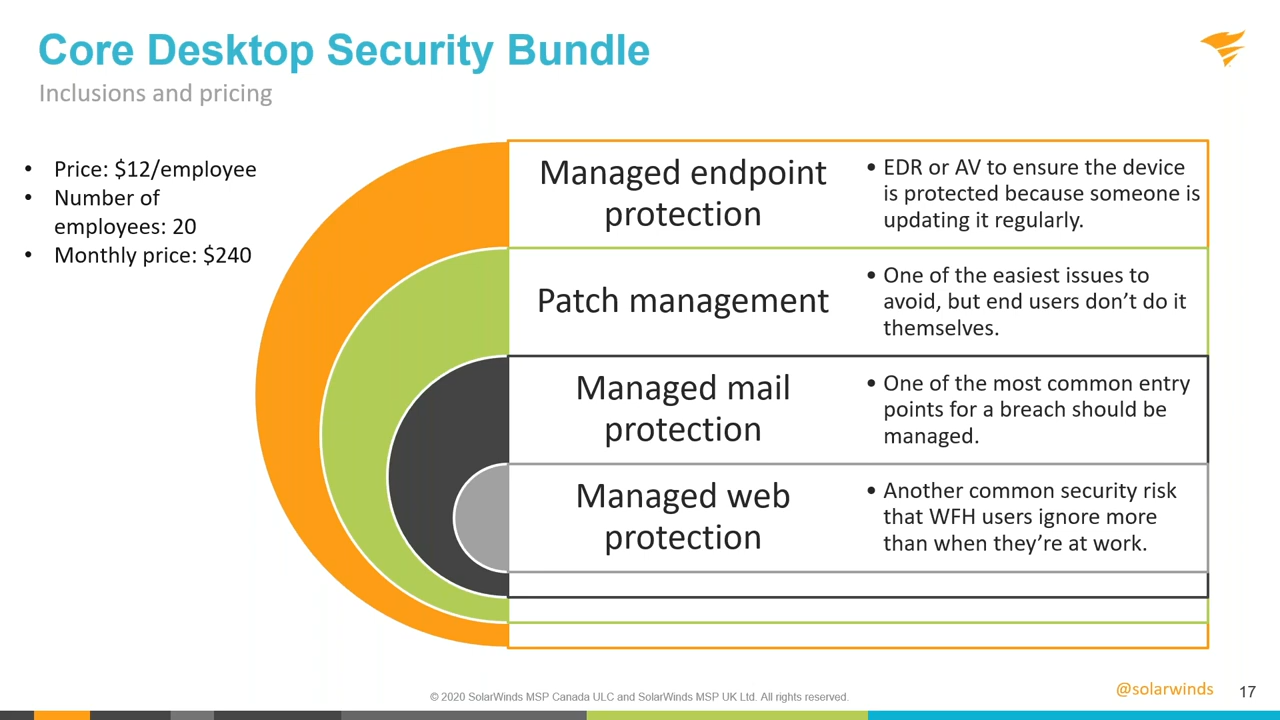 Core Desktop Security Bundle
Inclusions and pricing
• Price: $12/employee
• Number of
employees: 20
• Monthly price: $240
Managed endpoint
protection
• EDR or AV to ensure the device
is protected because someone is
updating it regularly.
Patch management
• One of the easiest issues to
avoid, but end users don’t do it
themselves.
Managed mail
protection
• One of the most common entry
points for a breach should be
managed.
Managed web
protection
• Another common security risk
that WFH users ignore more
than when they’re at work.
© 2020 SolarWinds MSP Canada ULC and SolarWinds MSP UK Ltd. All rights reserved.
@solarwinds
17